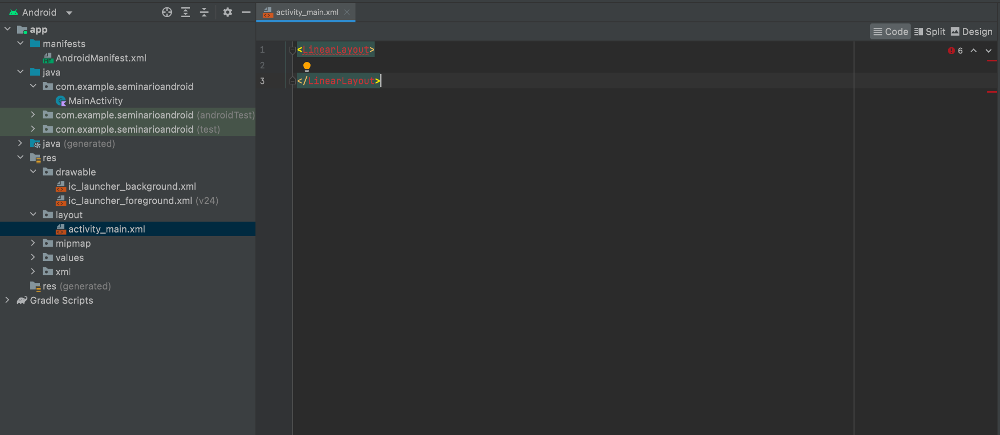 Android
app
manifests
MF AndroidManifest.xml
java
com.example.seminarioandroid
MainActivity
com.example.seminarioandroid (androidTest)
com.example.seminarioandroid (test)
java (generated)
res
drawable
ic_launcher_background.xml
ic_launcher_foreground.xml (v24)
layout
activity_main.xml
mipmap
values
xml
res (generated)
Gradle Scripts
activity_main.xml
Code Split Design
6
1 <LinearLayout>
2
3 </LinearLayout>